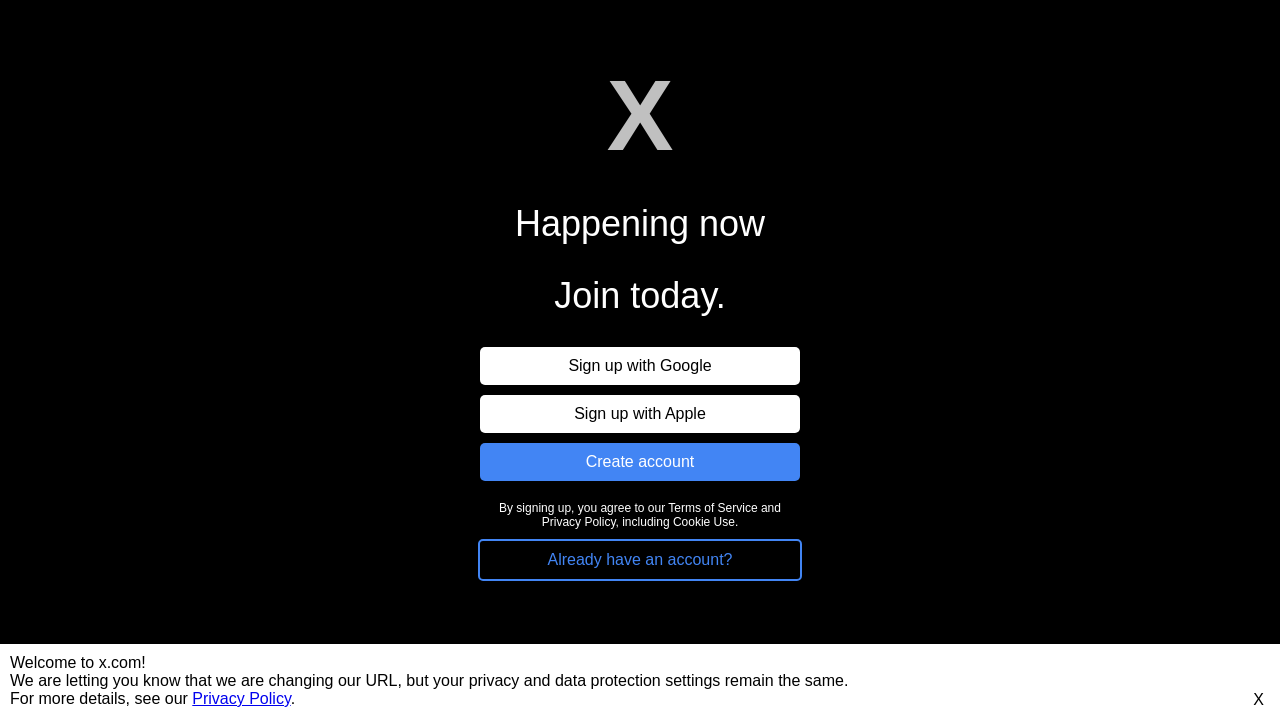 X
Happening now
Join today.
Sign up with Google
Sign up with Apple
Create account
By signing up, you agree to our Terms of Service and
Privacy Policy, including Cookie Use.
Already have an account?
Welcome to x.com!
We are letting you know that we are changing our URL, but your privacy and data protection settings remain the same.
For more details, see our Privacy Policy.
X